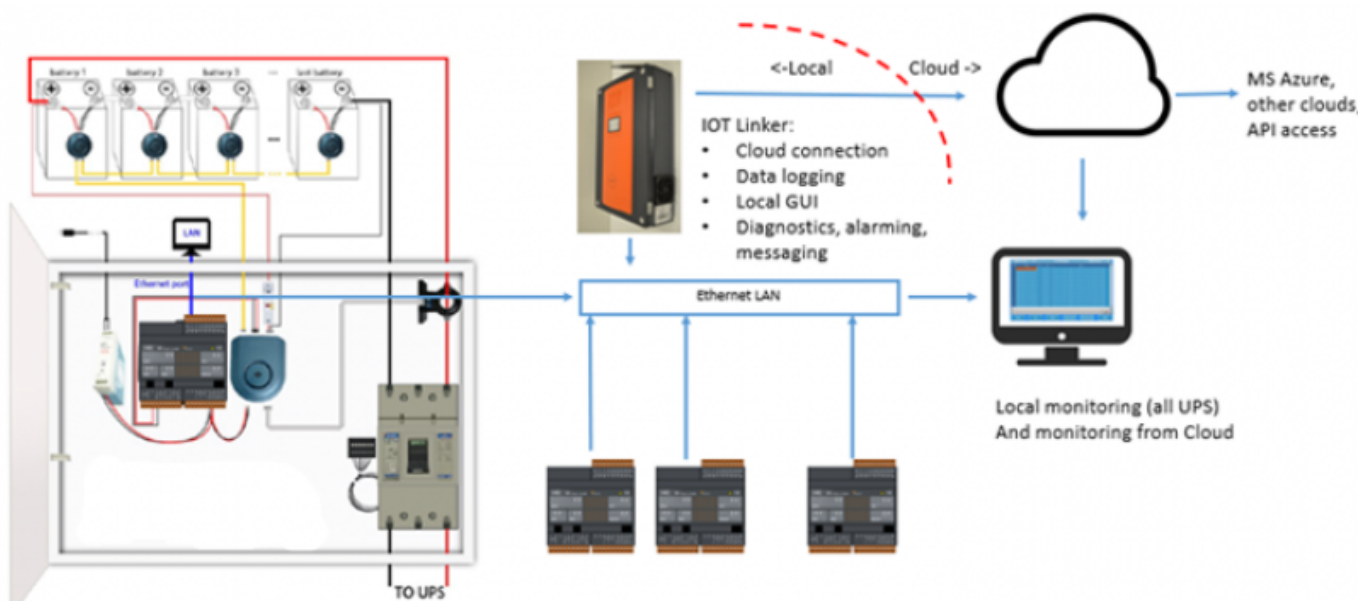 Battery 1
Battery 2
Battery 3
Last battery
LAN
Ethernet port
TO UPS
<-Local
Cloud ->
IOT Linker:
• Cloud connection
• Data logging
• Local GUI
• Diagnostics, alarming,
messaging
Ethernet LAN
MS Azure,
other clouds,
API access
Local monitoring (all UPS)
And monitoring from Cloud